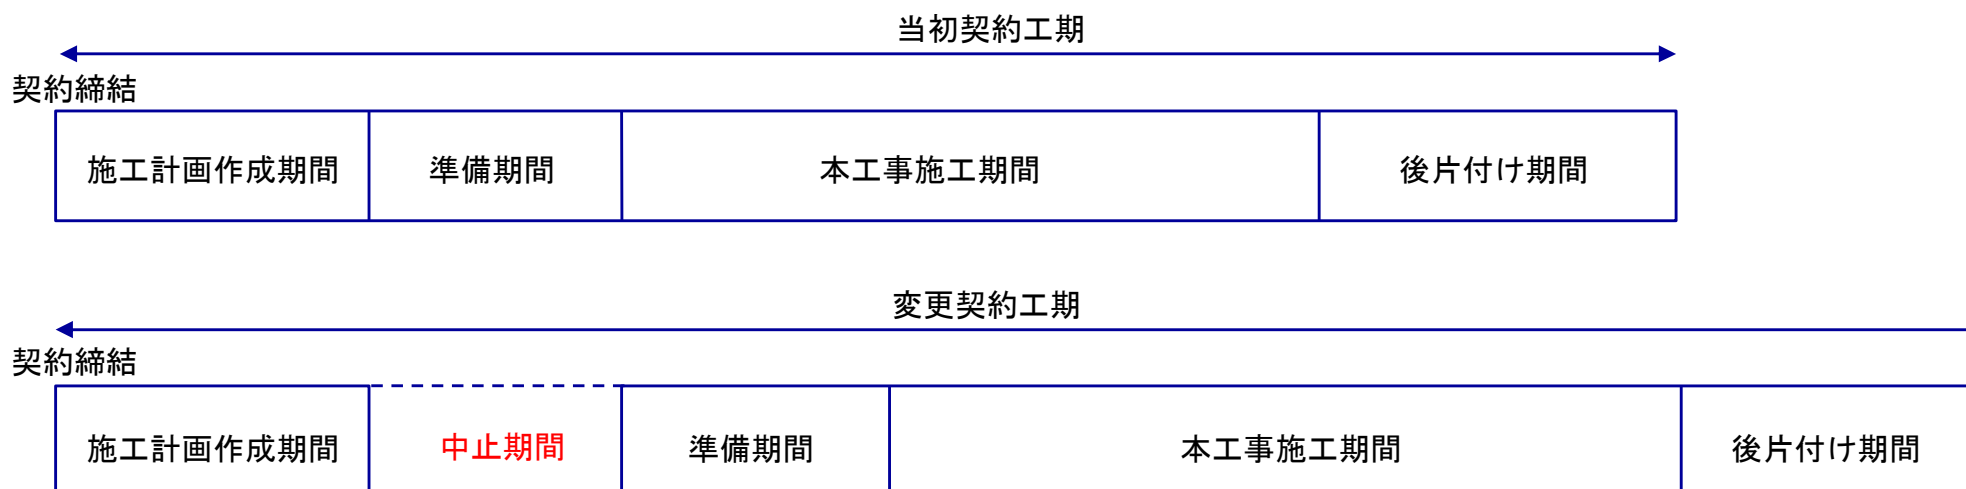 当初契約工期
契約締結
施工計画作成期間
準備期間
本工事施工期間
後片付け期間
変更契約工期
契約締結
施工計画作成期間
中止期間
準備期間
本工事施工期間
後片付け期間